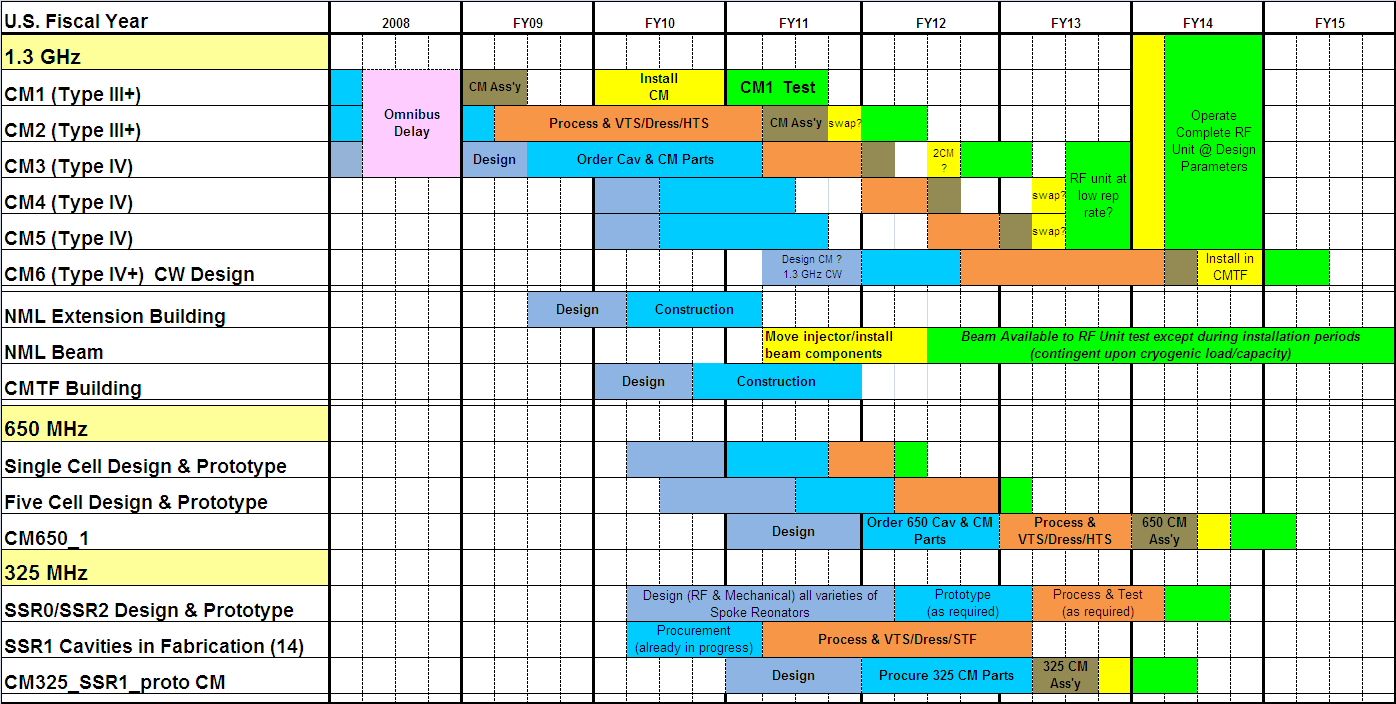 U.S. Fiscal Year
2008
FY09
FY10
FY11
FY12
FY13
FY14
FY15
1.3 GHz
CM1 (Type III+)
Omnibus
Delay
CM Ass'y
Install
CM
CM1 Test
Operate
Complete RF
Unit @ Design
Parameters
CM2 (Type III+)
Process & VTS/Dress/HTS
CM Ass'y
swap?
CM3 (Type IV)
Design
Order Cav & CM Parts
2CM
?
RF unit at
low rep
rate?
CM4 (Type IV)
swap?
CM5 (Type IV)
swap?
CM6 (Type IV+) CW Design
Design CM ?
1.3 GHz CW
Install in
CMTF
NML Extension Building
Design
Construction
NML Beam
Move injector/install
beam components
Beam Available to RF Unit test except during installation periods
(contingent upon cryogenic load/capacity)
CMTF Building
Design
Construction
650 MHz
Single Cell Design & Prototype
Five Cell Design & Prototype
CM650_1
Design
Order 650 Cav & CM
Parts
Process &
VTS/Dress/HTS
650 CM
Ass'y
325 MHz
SSR0/SSR2 Design & Prototype
Design (RF & Mechanical) all varieties of
Spoke Reonators
Prototype
(as required)
Process & Test
(as required)
SSR1 Cavities in Fabrication (14)
Procurement
(already in progress)
Process & VTS/Dress/STF
CM325_SSR1_proto CM
Design
Procure 325 CM Parts
325 CM
Ass'y